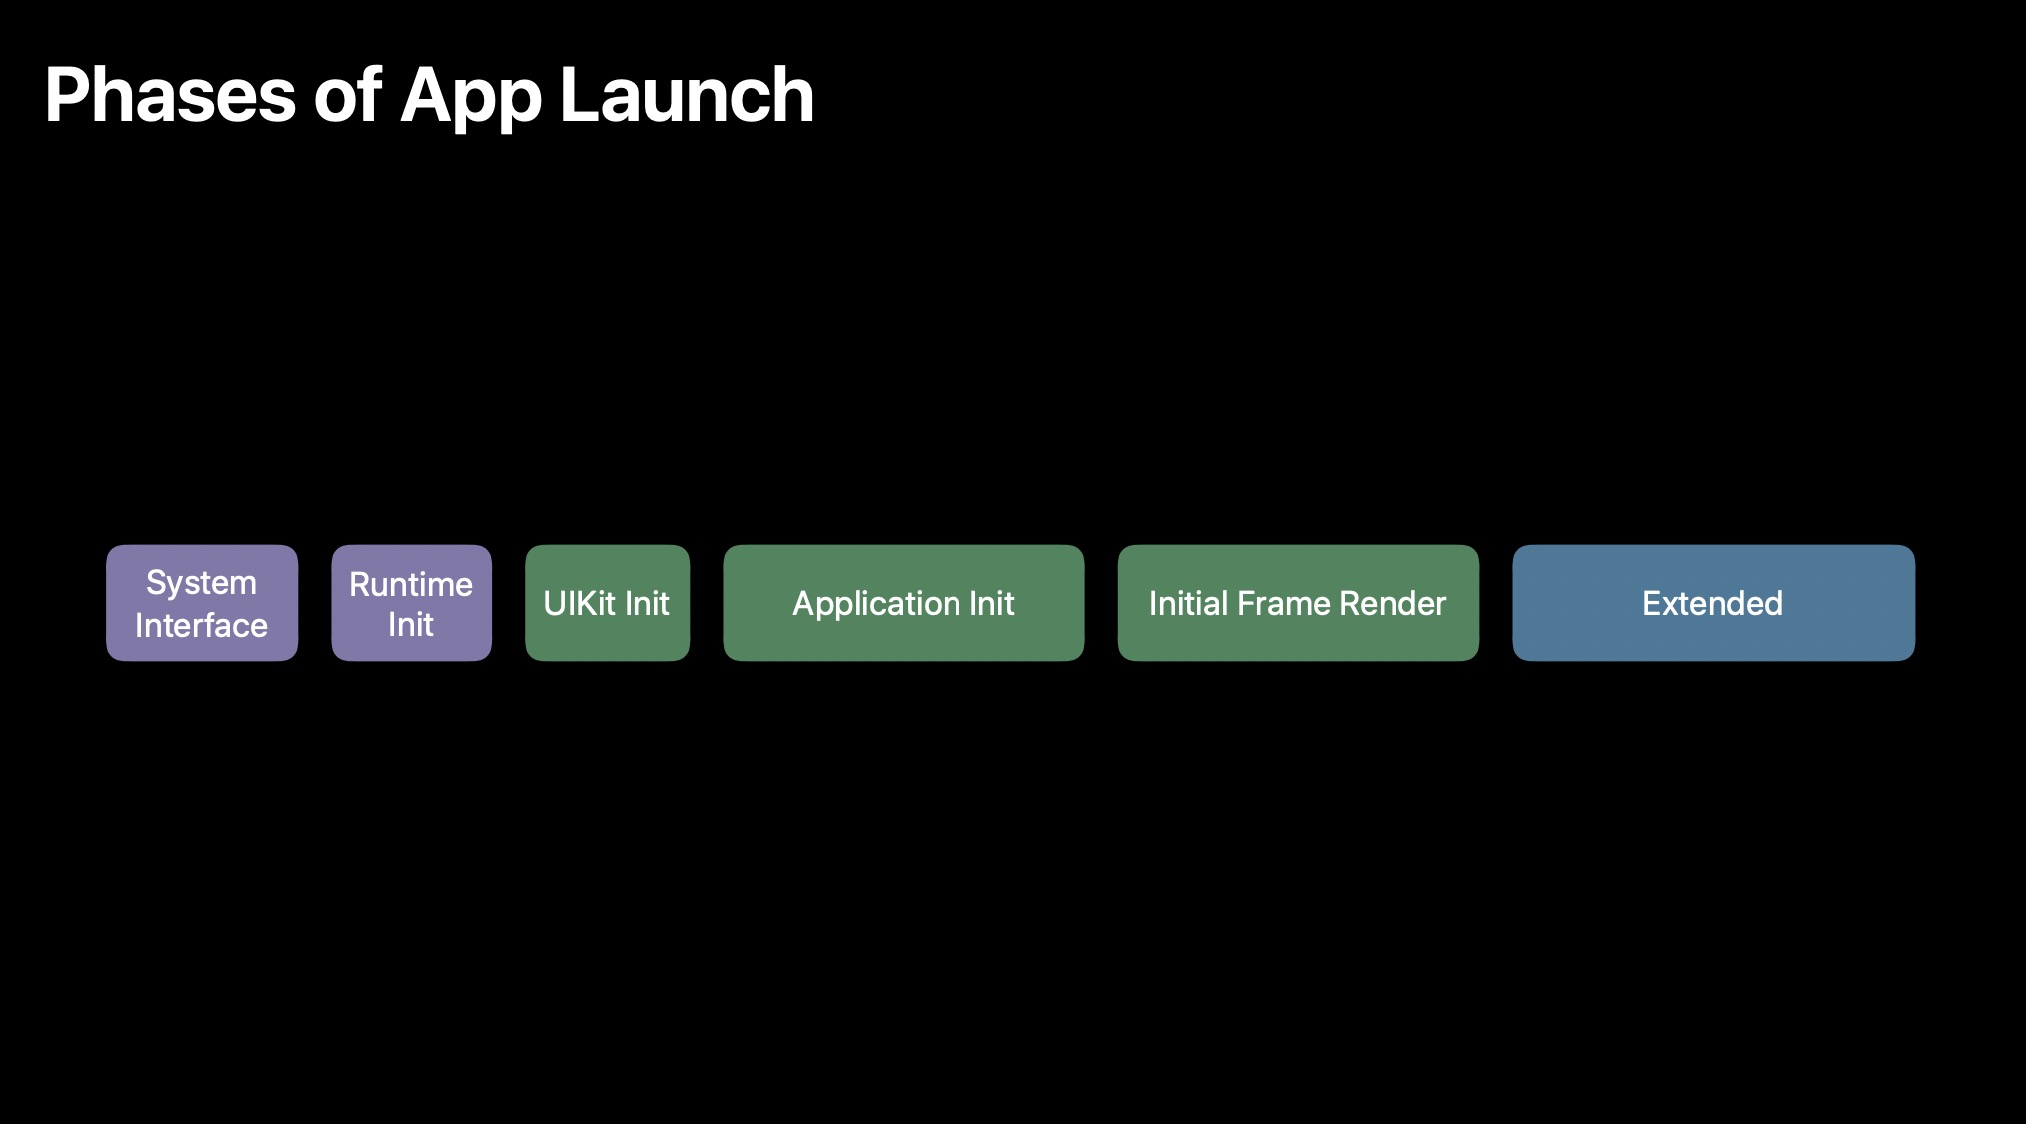 Phases of App Launch
System
Interface
Runtime
Init
UIKit Init
Application Init
Initial Frame Render
Extended